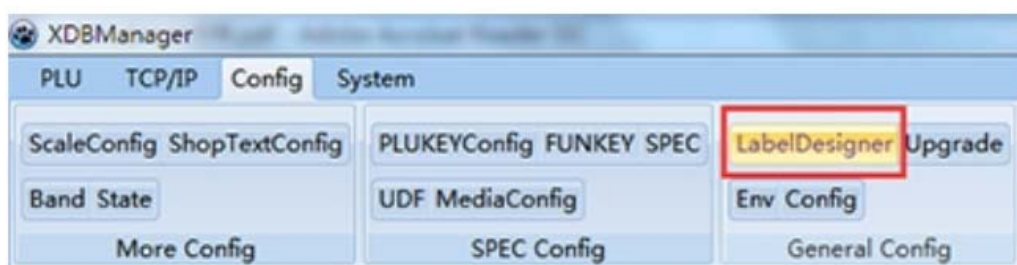 XDBManager
PLU TCP/IP Config System
ScaleConfig ShopTextConfig PLUKEYConfig FUNKEY SPEC LabelDesigner Upgrade
Band State UDF MediaConfig Env Config
More Config SPEC Config General Config